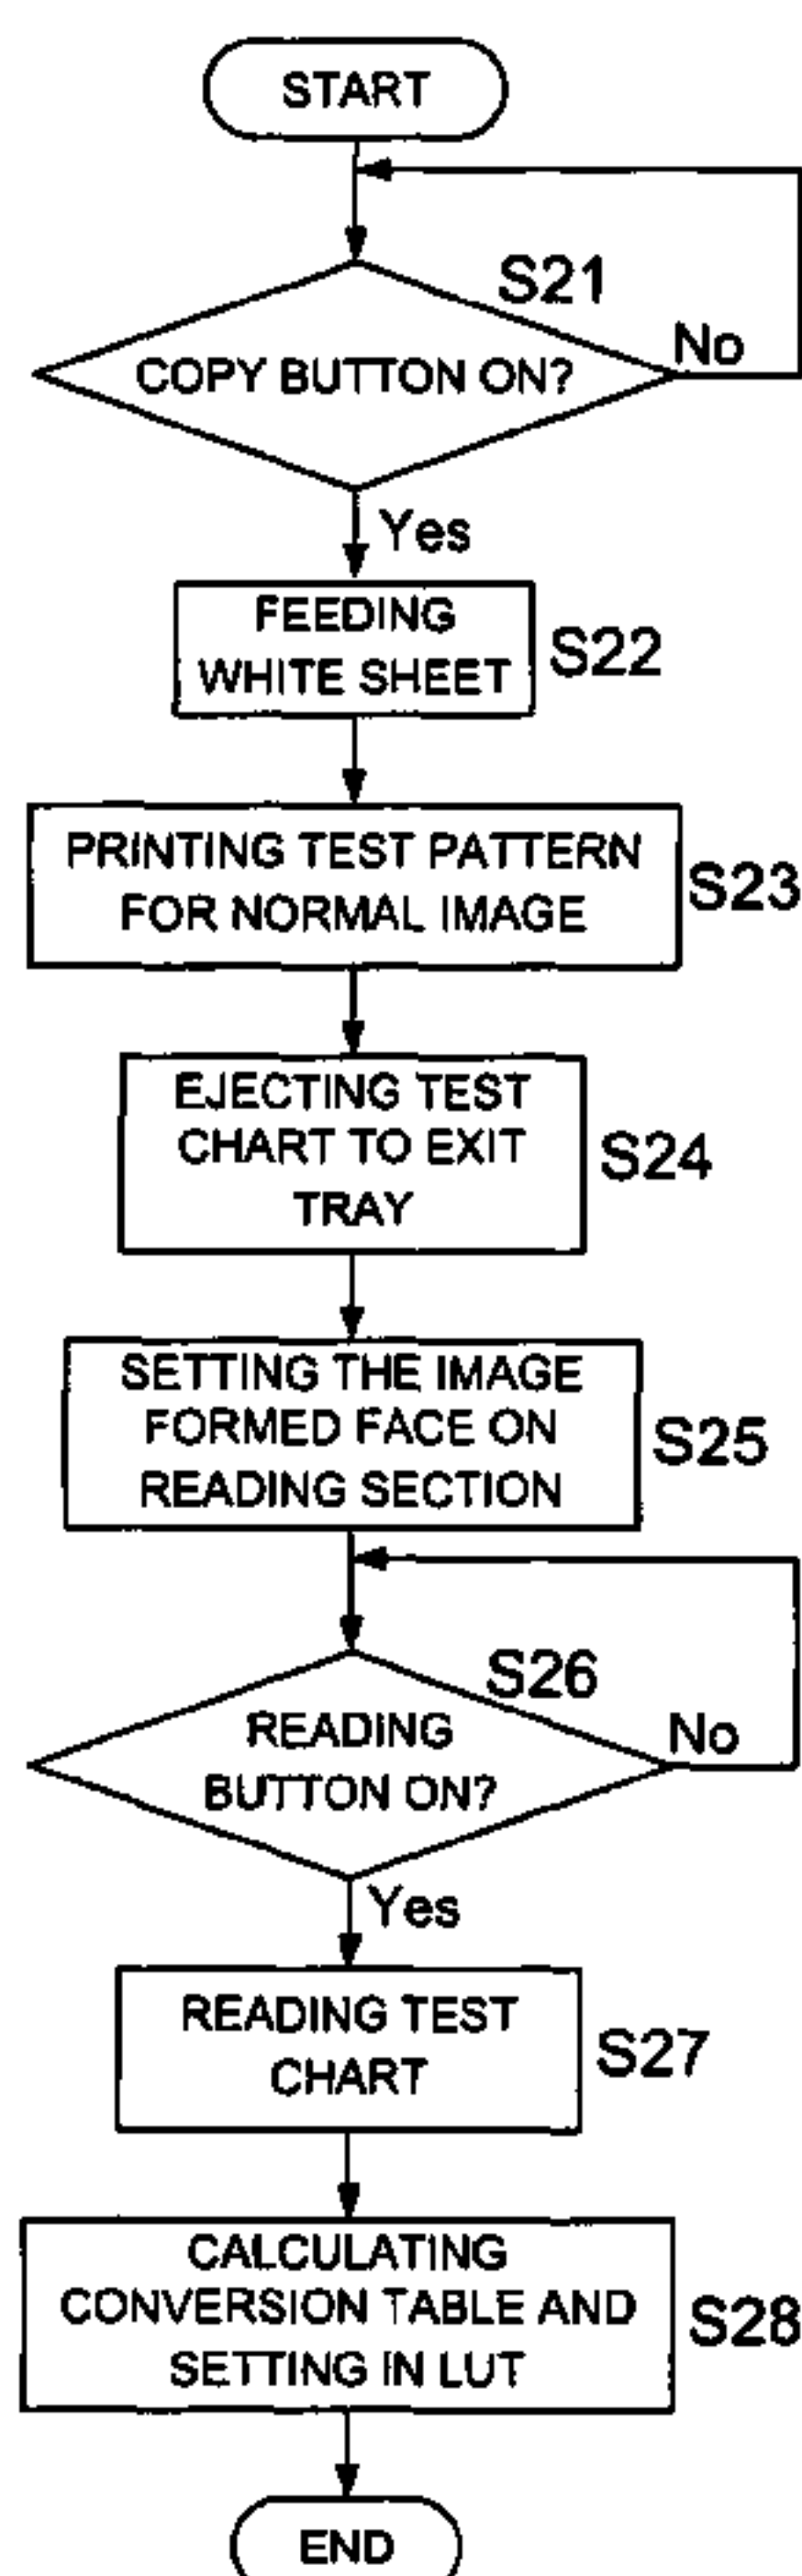 START
S21
COPY BUTTON ON?
No
Yes
FEEDING
WHITE SHEET
S22
PRINTING TEST PATTERN
FOR NORMAL IMAGE
S23
EJECTING TEST
CHART TO EXIT
TRAY
S24
SETTING THE IMAGE
FORMED FACE ON
READING SECTION
S25
S26
READING
BUTTON ON?
No
Yes
READING TEST
CHART
S27
CALCULATING
CONVERSION TABLE AND
SETTING IN LUT
S28
END